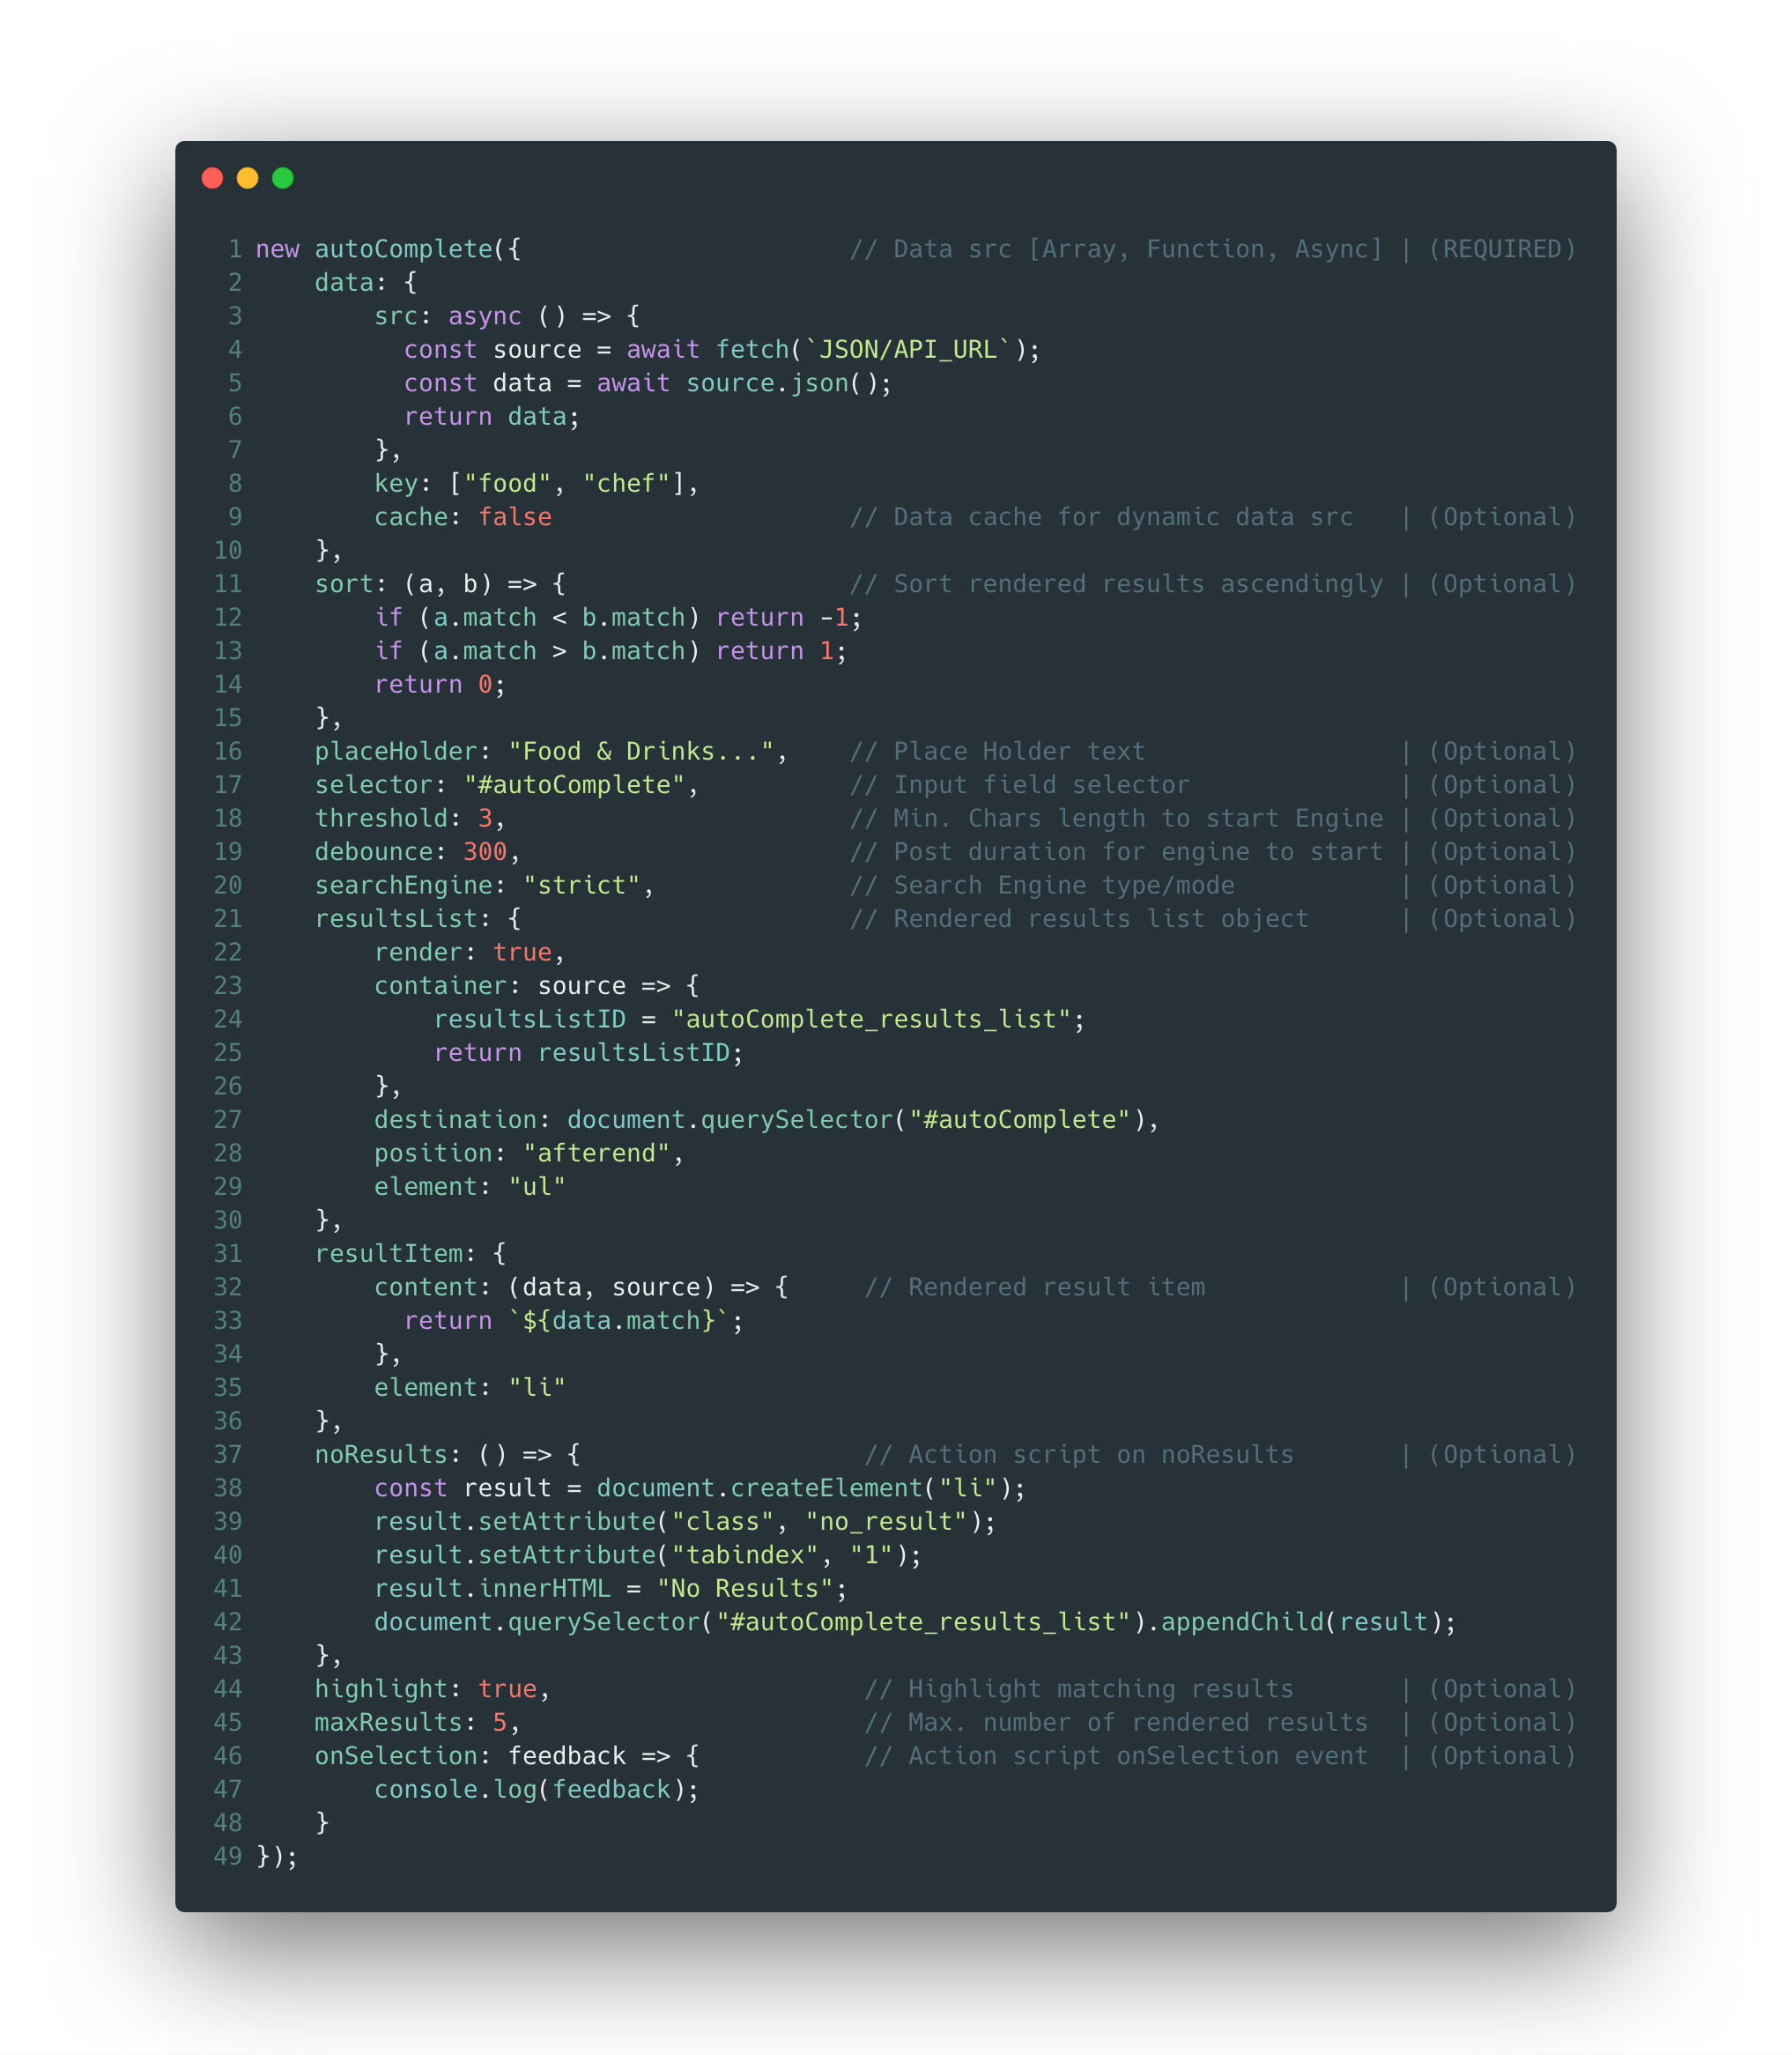 1 new autoComplete({                      // Data src [Array, Function, Async] | (REQUIRED)
2     data: {
3         src: async () => {
4           const source = await fetch(`JSON/API_URL`);
5           const data = await source.json();
6           return data;
7         },
8         key: ["food", "chef"],
9         cache: false                    // Data cache for dynamic data src   | (Optional)
10     },
11     sort: (a, b) => {                   // Sort rendered results ascendingly | (Optional)
12         if (a.match < b.match) return -1;
13         if (a.match > b.match) return 1;
14         return 0;
15     },
16     placeHolder: "Food & Drinks...",    // Place Holder text                 | (Optional)
17     selector: "#autoComplete",          // Input field selector              | (Optional)
18     threshold: 3,                       // Min. Chars length to start Engine | (Optional)
19     debounce: 300,                      // Post duration for engine to start | (Optional)
20     searchEngine: "strict",             // Search Engine type/mode           | (Optional)
21     resultsList: {                      // Rendered results list object      | (Optional)
22         render: true,
23         container: source => {
24             resultsListID = "autoComplete_results_list";
25             return resultsListID;
26         },
27         destination: document.querySelector("#autoComplete"),
28         position: "afterend",
29         element: "ul"
30     },
31     resultItem: {
32         content: (data, source) => {     // Rendered result item             | (Optional)
33           return `${data.match}`;
34         },
35         element: "li"
36     },
37     noResults: () => {                   // Action script on noResults       | (Optional)
38         const result = document.createElement("li");
39         result.setAttribute("class", "no_result");
40         result.setAttribute("tabindex", "1");
41         result.innerHTML = "No Results";
42         document.querySelector("#autoComplete_results_list").appendChild(result);
43     },
44     highlight: true,                     // Highlight matching results       | (Optional)
45     maxResults: 5,                       // Max. number of rendered results  | (Optional)
46     onSelection: feedback => {           // Action script onSelection event  | (Optional)
47         console.log(feedback);
48     }
49 });